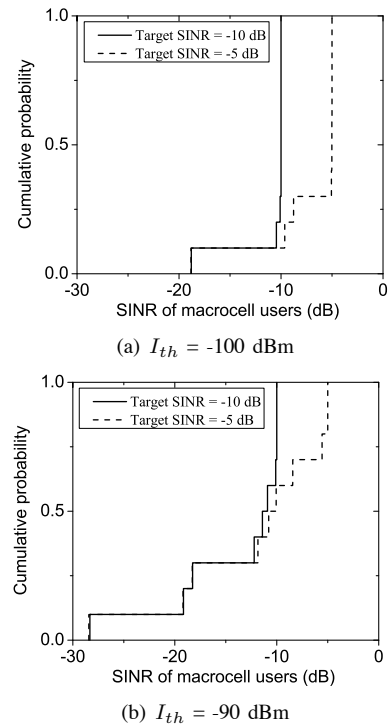 1.0
Target SINR = -10 dB
Target SINR = -5 dB
Cumulative probability
0.5
0.0
-30 -20 -10 0
SINR of macrocell users (dB)
(a) I_th = -100 dBm
1.0
Target SINR = -10 dB
Target SINR = -5 dB
Cumulative probability
0.5
0.0
-30 -20 -10 0
SINR of macrocell users (dB)
(b) I_th = -90 dBm